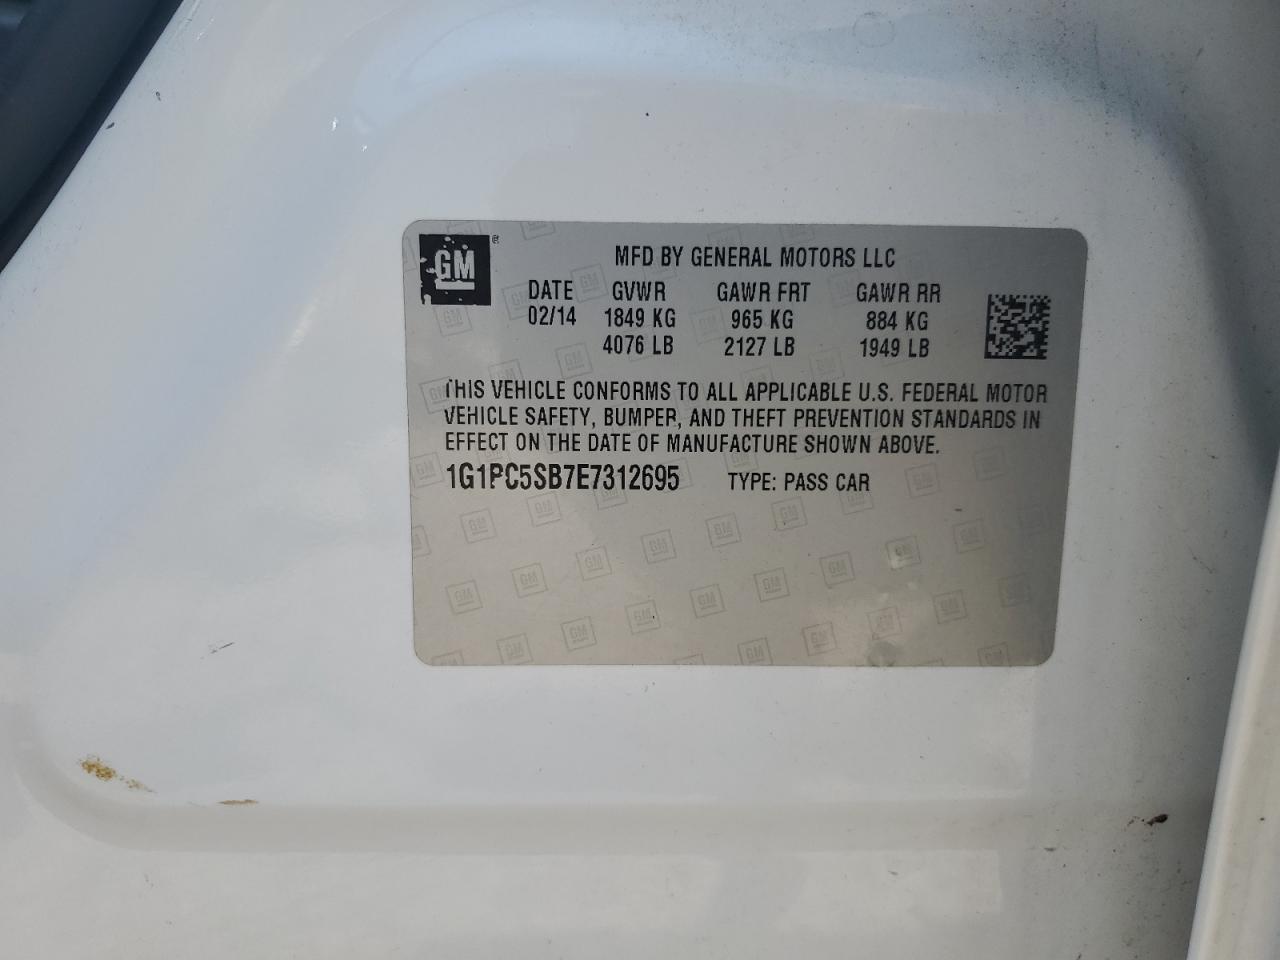 GM ®
MFD BY GENERAL MOTORS LLC
DATE GVWR GAWR FRT GAWR RR
02/14 1849 KG 965 KG 884 KG
4076 LB 2127 LB 1949 LB
THIS VEHICLE CONFORMS TO ALL APPLICABLE U.S. FEDERAL MOTOR
VEHICLE SAFETY, BUMPER, AND THEFT PREVENTION STANDARDS IN
EFFECT ON THE DATE OF MANUFACTURE SHOWN ABOVE.
1G1PC5SB7E7312695 TYPE: PASS CAR